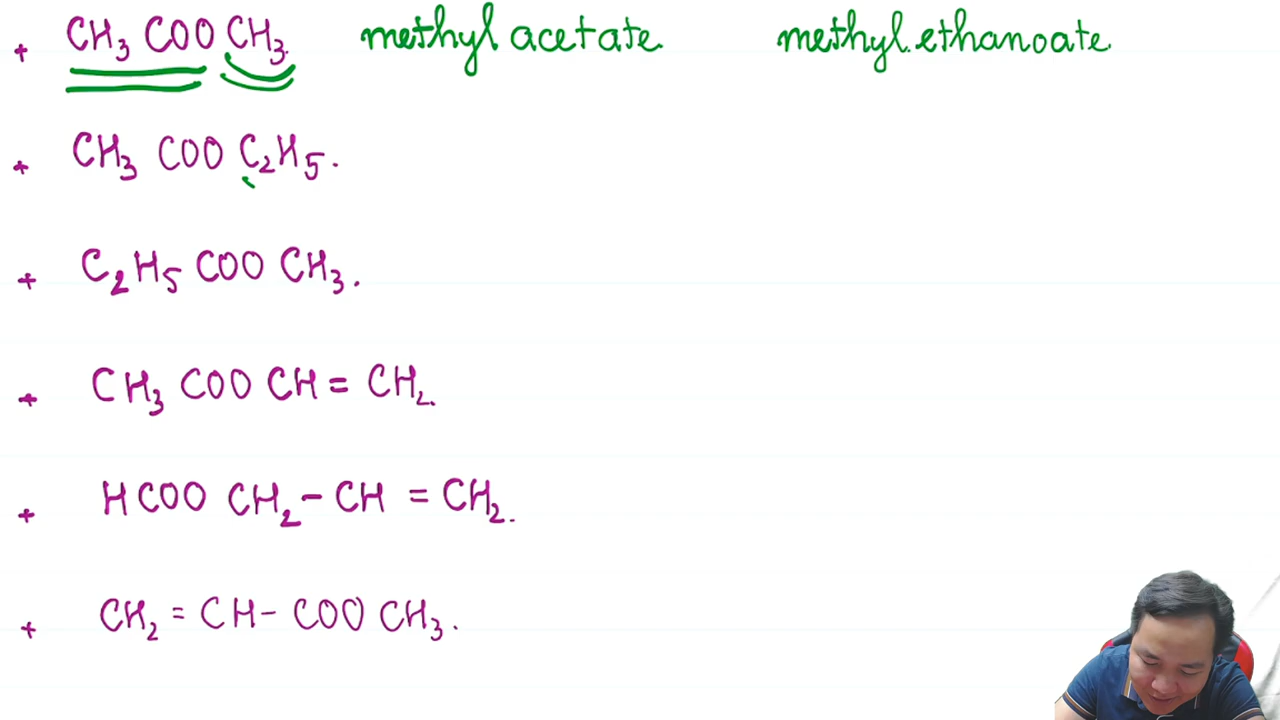 + CH3 COO CH3. methyl acetate. methyl.ethanoate.
+ CH3 COO C2H5.
+ C2H5 COO CH3.
+ CH3 COO CH = CH2.
+ HCOO CH2 - CH = CH2.
+ CH2 = CH - COO CH3.